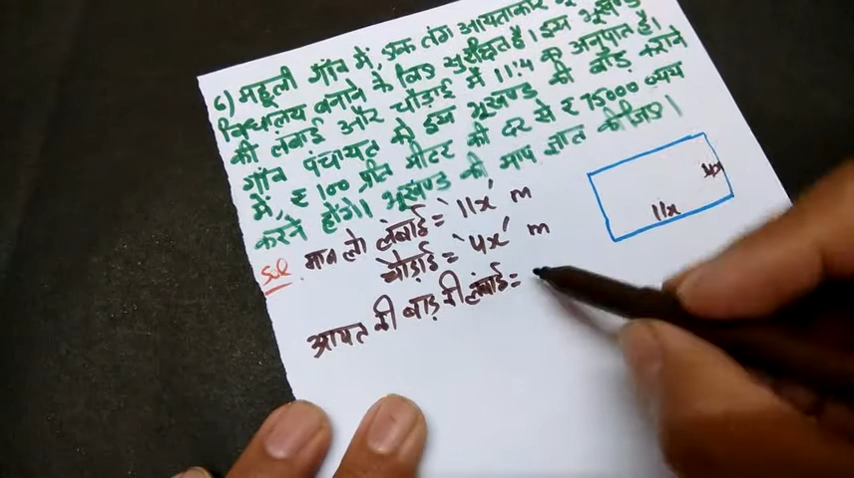 6) महूली गाँव में, एक तंग आयताकार
विद्यालय बनाने के लिए सुरक्षित है। इस भूखण्ड
की लंबाई और चौड़ाई में 11:4 का अनुपात है।
गाँव पंचायत को इस भूखण्ड की बाड़ कराने
में, ₹ 100 प्रति मीटर की दर से ₹ 75000 व्यय
करने होंगे। भूखण्ड की माप ज्ञात कीजिए।
Sol. मान लो लंबाई = '11x' m
चौड़ाई = '4x' m
आयत की बाड़ की लंबाई =
4x
11x